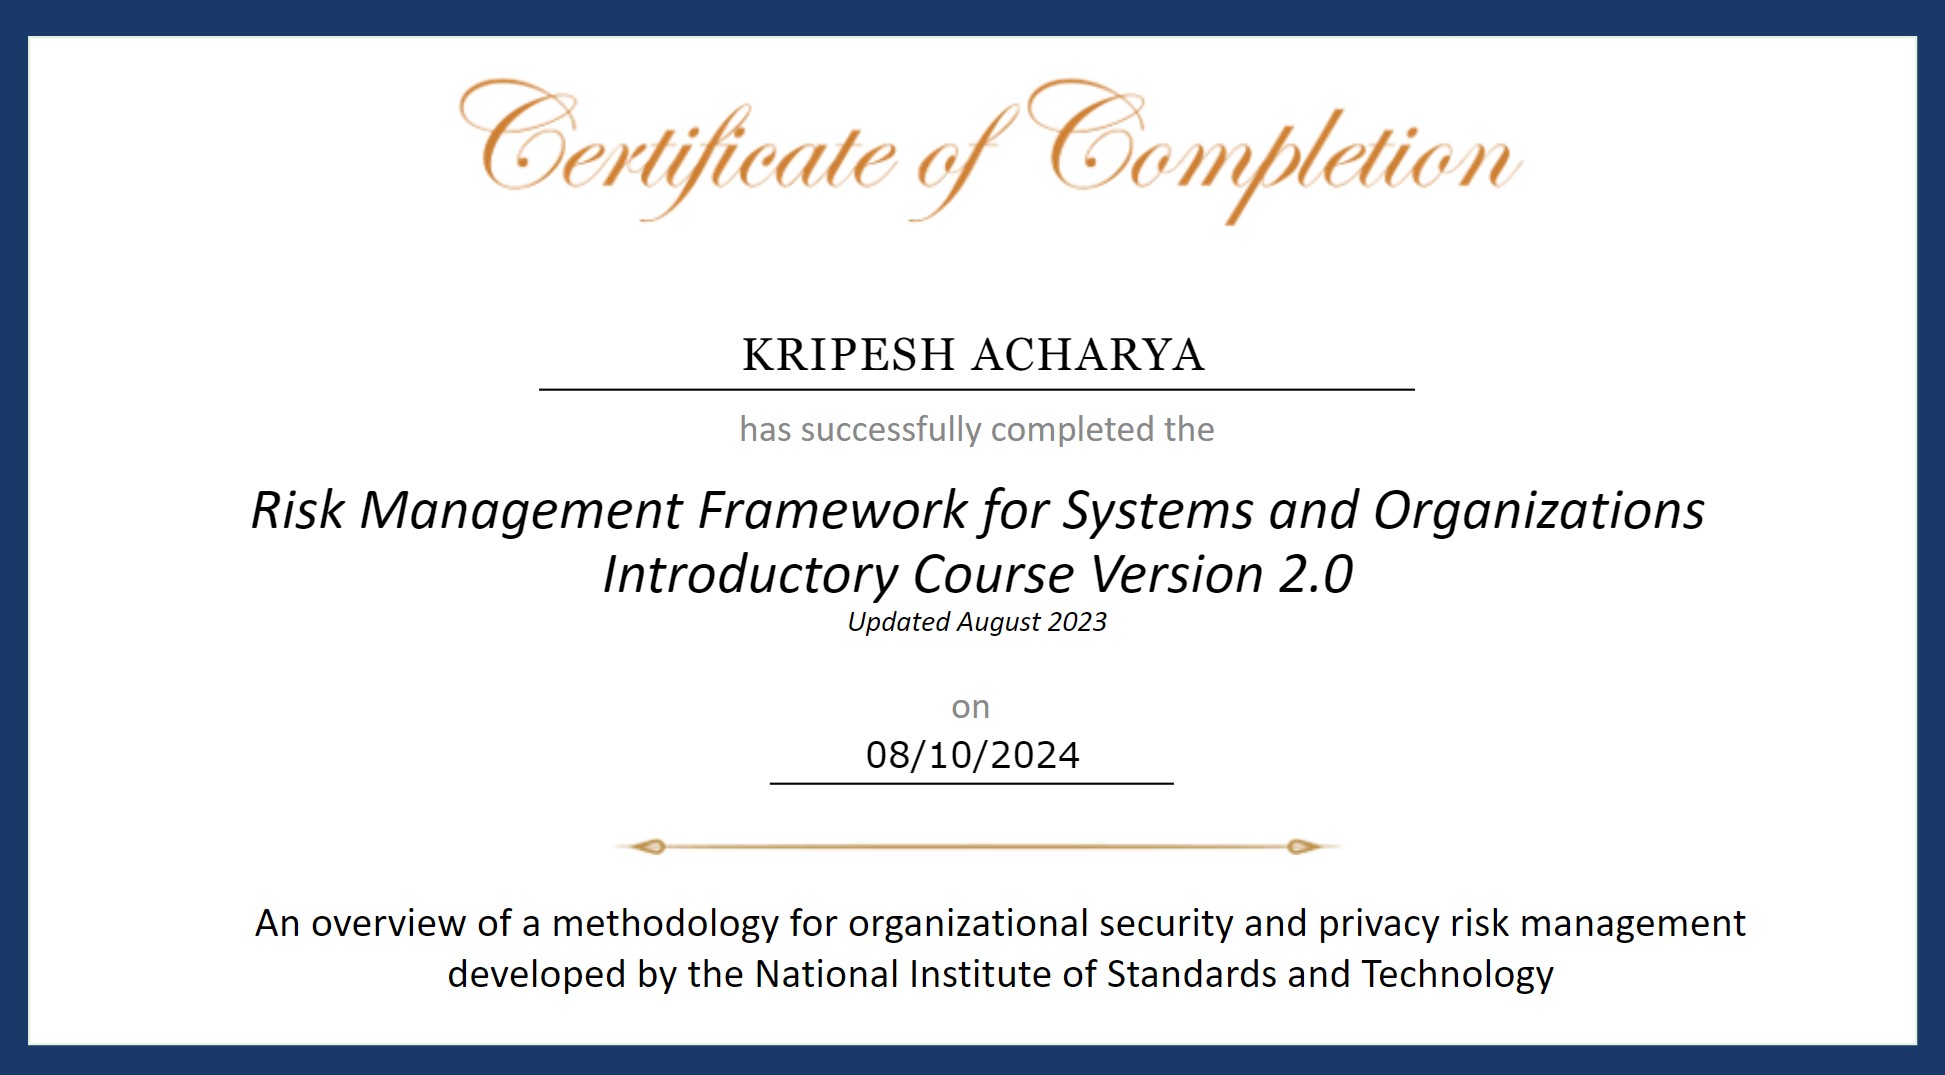 Certificate of Completion
KRIPESH ACHARYA
has successfully completed the
Risk Management Framework for Systems and Organizations
Introductory Course Version 2.0
Updated August 2023
on
08/10/2024
An overview of a methodology for organizational security and privacy risk management
developed by the National Institute of Standards and Technology